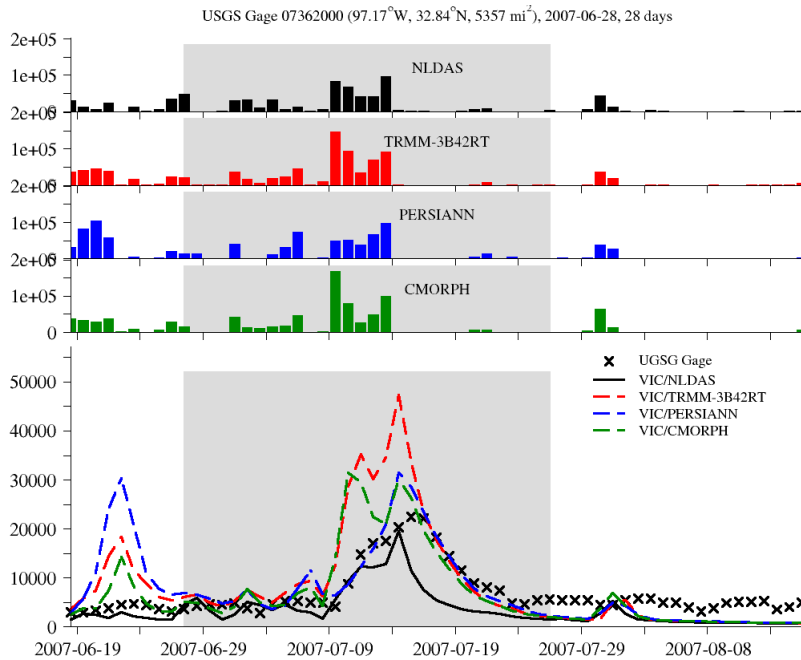 USGS Gage 07362000 (97.17°W, 32.84°N, 5357 mi²), 2007-06-28, 28 days
2e+05
NLDAS
1e+05
2e+05
0
TRMM-3B42RT
1e+05
2e+05
0
PERSIANN
1e+05
2e+05
0
CMORPH
1e+05
0
UGSG Gage
VIC/NLDAS
VIC/TRMM-3B42RT
VIC/PERSIANN
VIC/CMORPH
50000
40000
30000
20000
10000
0
2007-06-19 2007-06-29 2007-07-09 2007-07-19 2007-07-29 2007-08-08